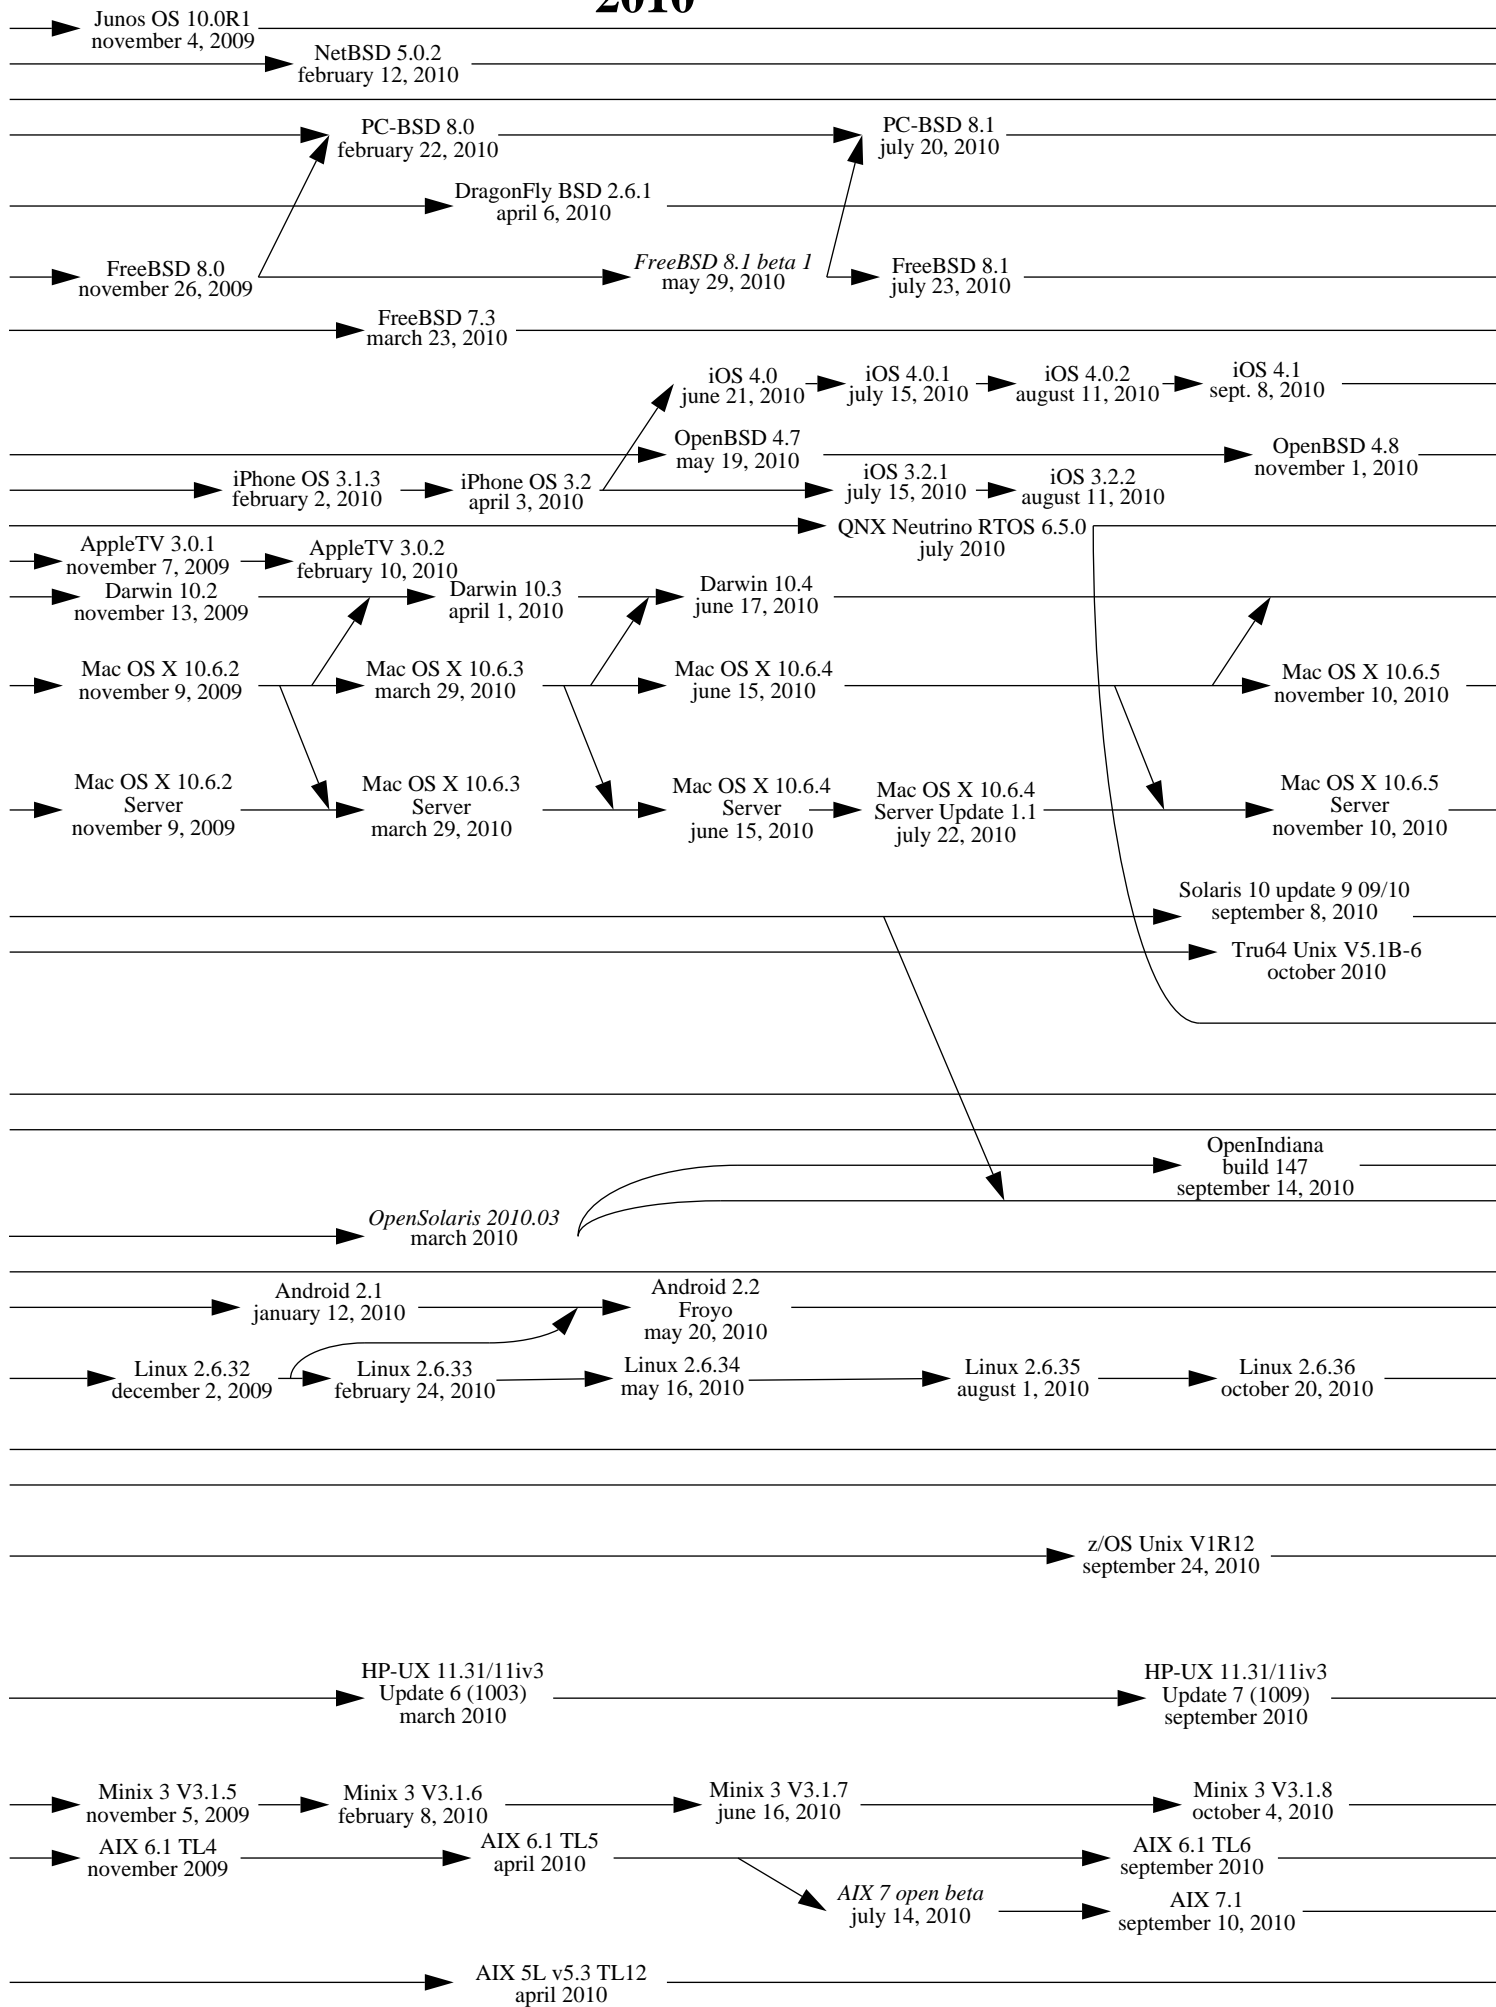 2010
Junos OS 10.0R1
november 4, 2009
NetBSD 5.0.2
february 12, 2010
PC-BSD 8.0
february 22, 2010
PC-BSD 8.1
july 20, 2010
DragonFly BSD 2.6.1
april 6, 2010
FreeBSD 8.0
november 26, 2009
FreeBSD 8.1 beta 1
may 29, 2010
FreeBSD 8.1
july 23, 2010
FreeBSD 7.3
march 23, 2010
iOS 4.0
june 21, 2010
iOS 4.0.1
july 15, 2010
iOS 4.0.2
august 11, 2010
iOS 4.1
sept. 8, 2010
OpenBSD 4.7
may 19, 2010
OpenBSD 4.8
november 1, 2010
iPhone OS 3.1.3
february 2, 2010
iPhone OS 3.2
april 3, 2010
iOS 3.2.1
july 15, 2010
iOS 3.2.2
august 11, 2010
QNX Neutrino RTOS 6.5.0
july 2010
AppleTV 3.0.1
november 7, 2009
AppleTV 3.0.2
february 10, 2010
Darwin 10.2
november 13, 2009
Darwin 10.3
april 1, 2010
Darwin 10.4
june 17, 2010
Mac OS X 10.6.2
november 9, 2009
Mac OS X 10.6.3
march 29, 2010
Mac OS X 10.6.4
june 15, 2010
Mac OS X 10.6.5
november 10, 2010
Mac OS X 10.6.2
Server
november 9, 2009
Mac OS X 10.6.3
Server
march 29, 2010
Mac OS X 10.6.4
Server
june 15, 2010
Mac OS X 10.6.4
Server Update 1.1
july 22, 2010
Mac OS X 10.6.5
Server
november 10, 2010
Solaris 10 update 9 09/10
september 8, 2010
Tru64 Unix V5.1B-6
october 2010
OpenIndiana
build 147
september 14, 2010
OpenSolaris 2010.03
march 2010
Android 2.1
january 12, 2010
Android 2.2
Froyo
may 20, 2010
Linux 2.6.32
december 2, 2009
Linux 2.6.33
february 24, 2010
Linux 2.6.34
may 16, 2010
Linux 2.6.35
august 1, 2010
Linux 2.6.36
october 20, 2010
z/OS Unix V1R12
september 24, 2010
HP-UX 11.31/11iv3
Update 6 (1003)
march 2010
HP-UX 11.31/11iv3
Update 7 (1009)
september 2010
Minix 3 V3.1.5
november 5, 2009
Minix 3 V3.1.6
february 8, 2010
Minix 3 V3.1.7
june 16, 2010
Minix 3 V3.1.8
october 4, 2010
AIX 6.1 TL4
november 2009
AIX 6.1 TL5
april 2010
AIX 6.1 TL6
september 2010
AIX 7 open beta
july 14, 2010
AIX 7.1
september 10, 2010
AIX 5L v5.3 TL12
april 2010